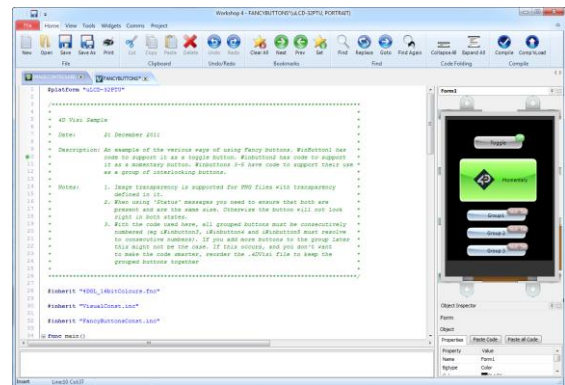 Workshop 4 - FANCYBUTTONS*(uLCD-32PTU, PORTRAIT)
File Home View Tools Widgets Comms Project
New Open Save Save As Print Cut Copy Paste Delete Undo Redo Clear All Next Prev Set Find Replace Goto Find Again Collapse All Expand All Compile Comp'nLoad
File Clipboard Undo/Redo Bookmarks Find Code Folding Compile
FANCYBUTTONS*
#platform "uLCD-32PTU"
* 4D Visi Sample
* Date: 2; December 2011
* Description: An example of the various ways of using Fancy buttons. WinButton1 has
* code to support it as a toggle button. Winbutton2 has code to support
* it as a momentary button. Winbuttons 3-5 have code to support their use
* as a group of interlocking buttons.
* Notes: 1. Image transparency is supported for PNG files with transparency
* defined in it.
* 2. When using 'Status' messages you need to ensure that both are
* present and are the same size. Otherwise the button will not look
* right in both states.
* 3. With the code used here, all grouped buttons must be consecutively
* numbered (eg iWinbutton3, iWinbutton4 and iWinbutton5 must resolve
* to consecutive numbers). If you add more buttons to the group later
* this might not be the case. If this occurs, and you don't want
* to make the code smarter, reorder the .4DVisi file to keep the
* grouped buttons together
#inherit "4DGL_16bitColours.fnc"
#inherit "VisualConst.inc"
#inherit "FancyButtonsConst.inc"
func main()
Form1
Toggle
4D Momentary
Group1
Group 2
Group 3
Object Inspector
Form
Object
Properties Paste Code Paste all Code
Property Value
Name Form1
Bgtype Color
Insert Line:10 Col:37